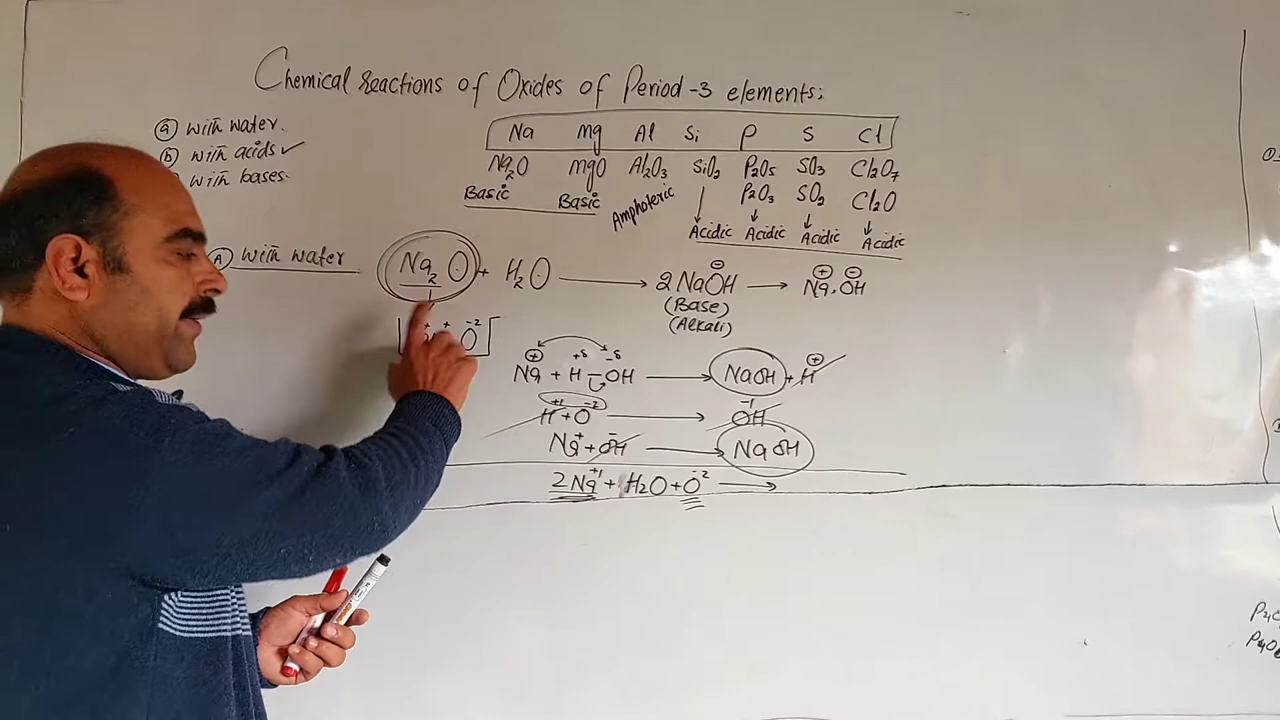 Chemical reactions of Oxides of Period-3 elements:
ⓐ with water.
ⓑ with acids ✓
with bases.
Na Mg Al Si P S Cl
Na₂O MgO Al₂O₃ SiO₂ P₂O₅ SO₃ Cl₂O₇
P₂O₃ SO₂ Cl₂O
Basic Basic Amphoteric
↓ ↓ ↓ ↓
Acidic Acidic Acidic Acidic
Ⓐ with water Na₂O + H₂O → 2NaOH⊖ → Na⊕. OH⊖
(Base)
(Alkali)
+ + O⁻²
Na⊕ + H⁺ᵟ – OH⁻ᵟ → NaOH + H⊕
H⁺¹ + O⁻² → OH⁻¹
Na⁺ + OH⁻ → NaOH
2Na⁺¹ + H₂O + O⁻² →